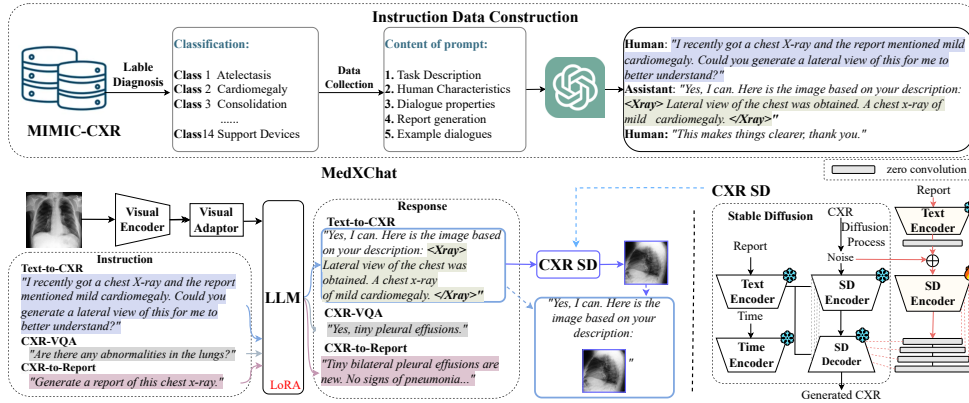 Instruction Data Construction
MIMIC-CXR
Lable
Diagnosis
Classification:
Class 1 Atelectasis
Class 2 Cardiomegaly
Class 3 Consolidation
......
Class14 Support Devices
Data
Collection
Content of prompt:
1. Task Description
2. Human Characteristics
3. Dialogue properties
4. Report generation
5. Example dialogues
Human: "I recently got a chest X-ray and the report mentioned mild
cardiomegaly. Could you generate a lateral view of this for me to
better understand?"
Assistant: "Yes, I can. Here is the image based on your description:
<Xray> Lateral view of the chest was obtained. A chest x-ray of
mild cardiomegaly. </Xray>"
Human: "This makes things clearer, thank you."
MedXChat
Visual
Encoder
Visual
Adaptor
Instruction
Text-to-CXR
"I recently got a chest X-ray and the report
mentioned mild cardiomegaly. Could you
generate a lateral view of this for me to
better understand?"
CXR-VQA
"Are there any abnormalities in the lungs?"
CXR-to-Report
"Generate a report of this chest x-ray."
LLM
LoRA
Response
Text-to-CXR
"Yes, I can. Here is the image based
on your description: <Xray>
Lateral view of the chest was
obtained. A chest x-ray
of mild cardiomegaly. </Xray>"
CXR-VQA
"Yes, tiny pleural effusions."
CXR-to-Report
"Tiny bilateral pleural effusions are
new. No signs of pneumonia..."
CXR SD
"Yes, I can. Here is the
image based on your
description:
"
CXR SD
zero convolution
Stable Diffusion
Report
Text
Encoder
Time
Time
Encoder
CXR
Diffusion
Process
Noise
SD
Encoder
SD
Decoder
Generated CXR
Report
Text
Encoder
SD
Encoder